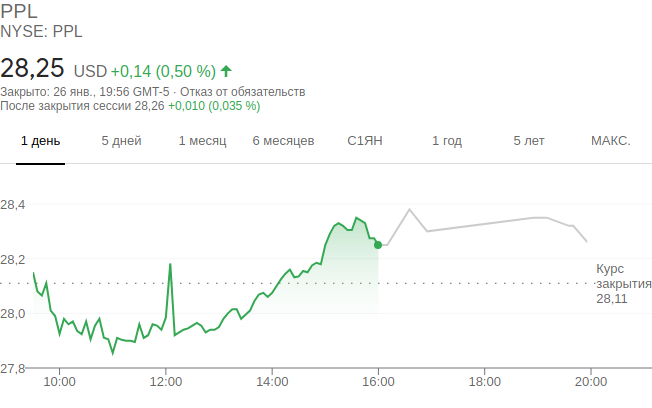 PPL
NYSE: PPL
28,25 USD +0,14 (0,50 %)
Закрыто: 26 янв., 19:56 GMT-5 · Отказ от обязательств
После закрытия сессии 28,26 +0,010 (0,035 %)
1 день 5 дней 1 месяц 6 месяцев С1ЯН 1 год 5 лет МАКС.
28,4
28,2
Курс
закрытия
28,11
28,0
27,8
10:00 12:00 14:00 16:00 18:00 20:00